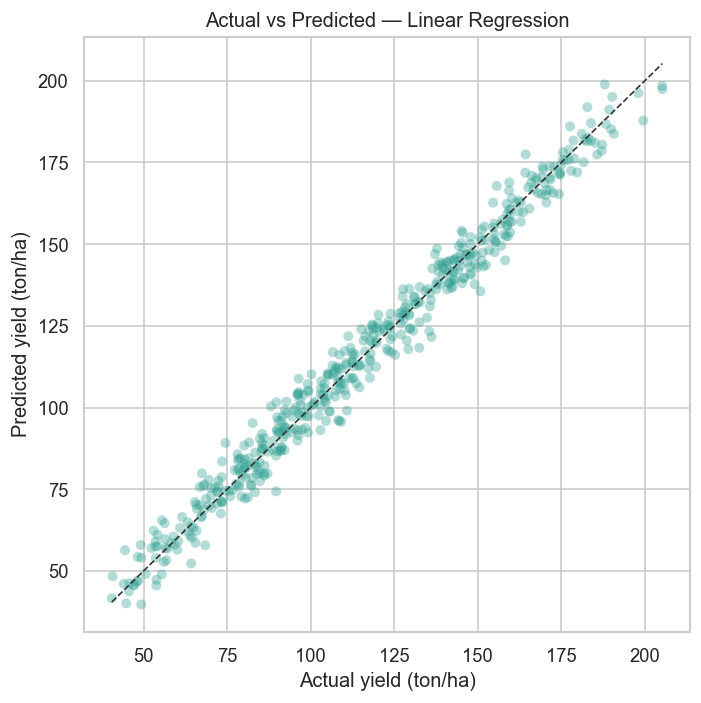 Actual vs Predicted — Linear Regression
Predicted yield (ton/ha)
200
175
150
125
100
75
50
50 75 100 125 150 175 200
Actual yield (ton/ha)